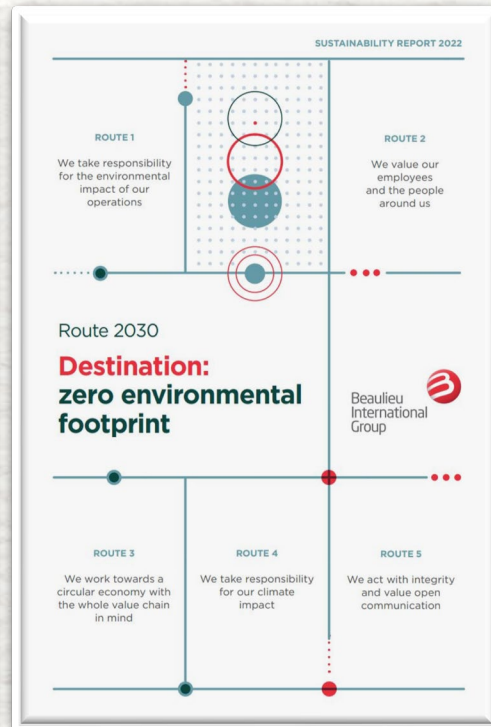 SUSTAINABILITY REPORT 2022
ROUTE 1
We take responsibility
for the environmental
impact of our
operations
ROUTE 2
We value our
employees
and the people
around us
Route 2030
Destination:
zero environmental
footprint
Beaulieu
International
Group
ROUTE 3
We work towards a
circular economy with
the whole value chain
in mind
ROUTE 4
We take responsibility
for our climate
impact
ROUTE 5
We act with integrity
and value open
communication